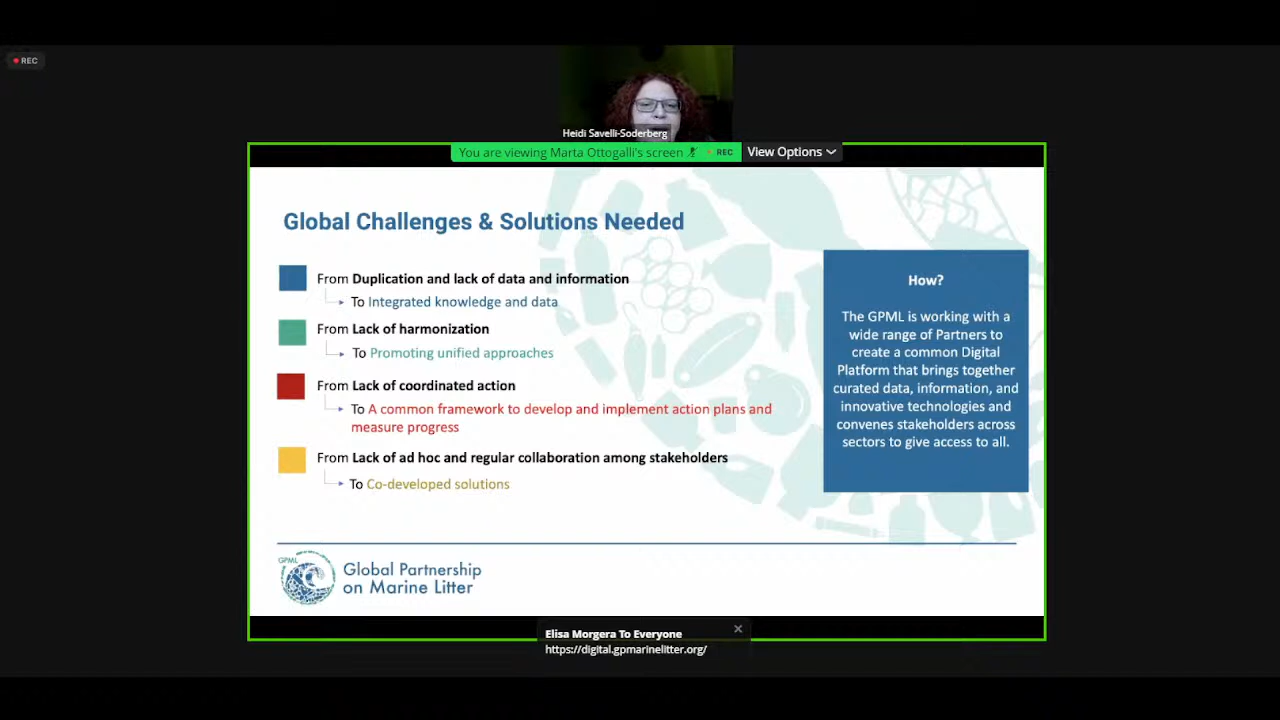 REC
Heidi Savelli-Soderberg
You are viewing Marta Ottogalli's screen
REC
View Options
Global Challenges & Solutions Needed
From Duplication and lack of data and information
To Integrated knowledge and data
From Lack of harmonization
To Promoting unified approaches
From Lack of coordinated action
To A common framework to develop and implement action plans and
measure progress
From Lack of ad hoc and regular collaboration among stakeholders
To Co-developed solutions
How?
The GPML is working with a
wide range of Partners to
create a common Digital
Platform that brings together
curated data, information, and
innovative technologies and
convenes stakeholders across
sectors to give access to all.
GPML
Global Partnership
on Marine Litter
Elisa Morgera To Everyone
https://digital.gpmarinelitter.org/